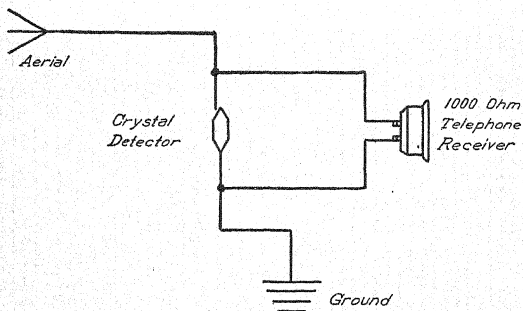 Aerial
Crystal
Detector
1000 Ohm
Telephone
Receiver
Ground